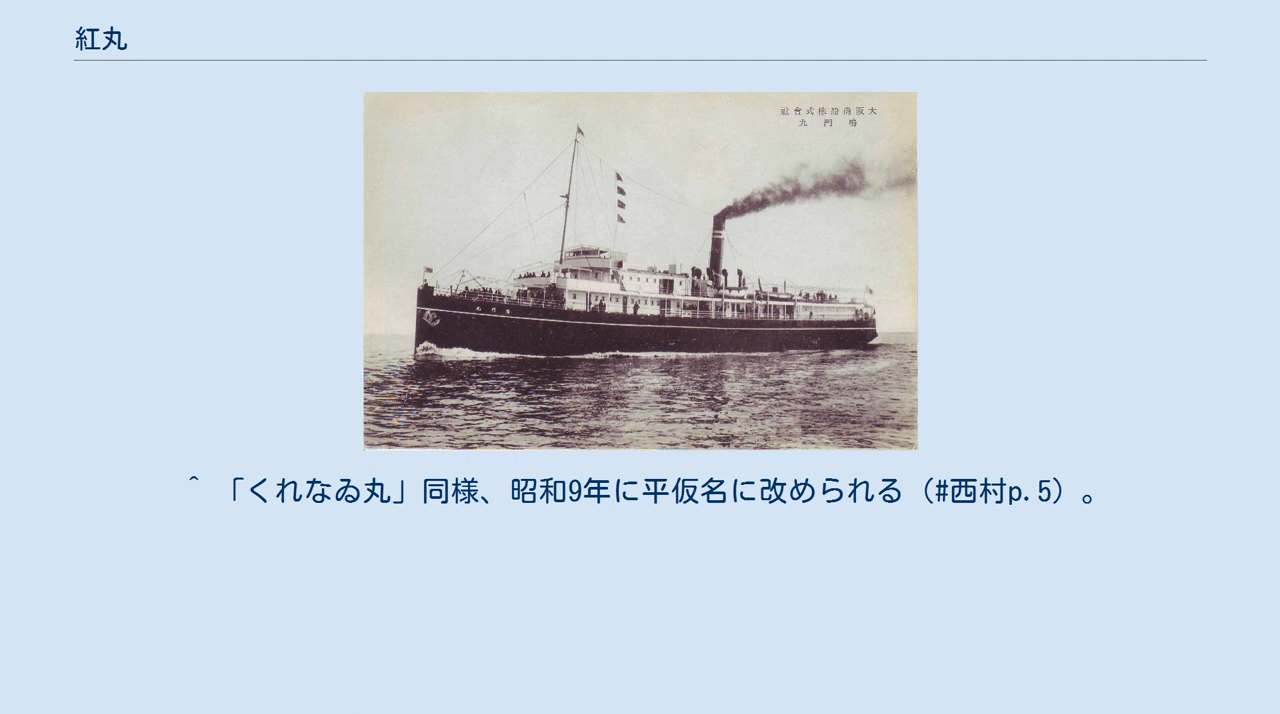 紅丸
大阪商船株式會社
鳴門丸
^ 「くれなゐ丸」同様、昭和9年に平仮名に改められる（#西村p.5）。